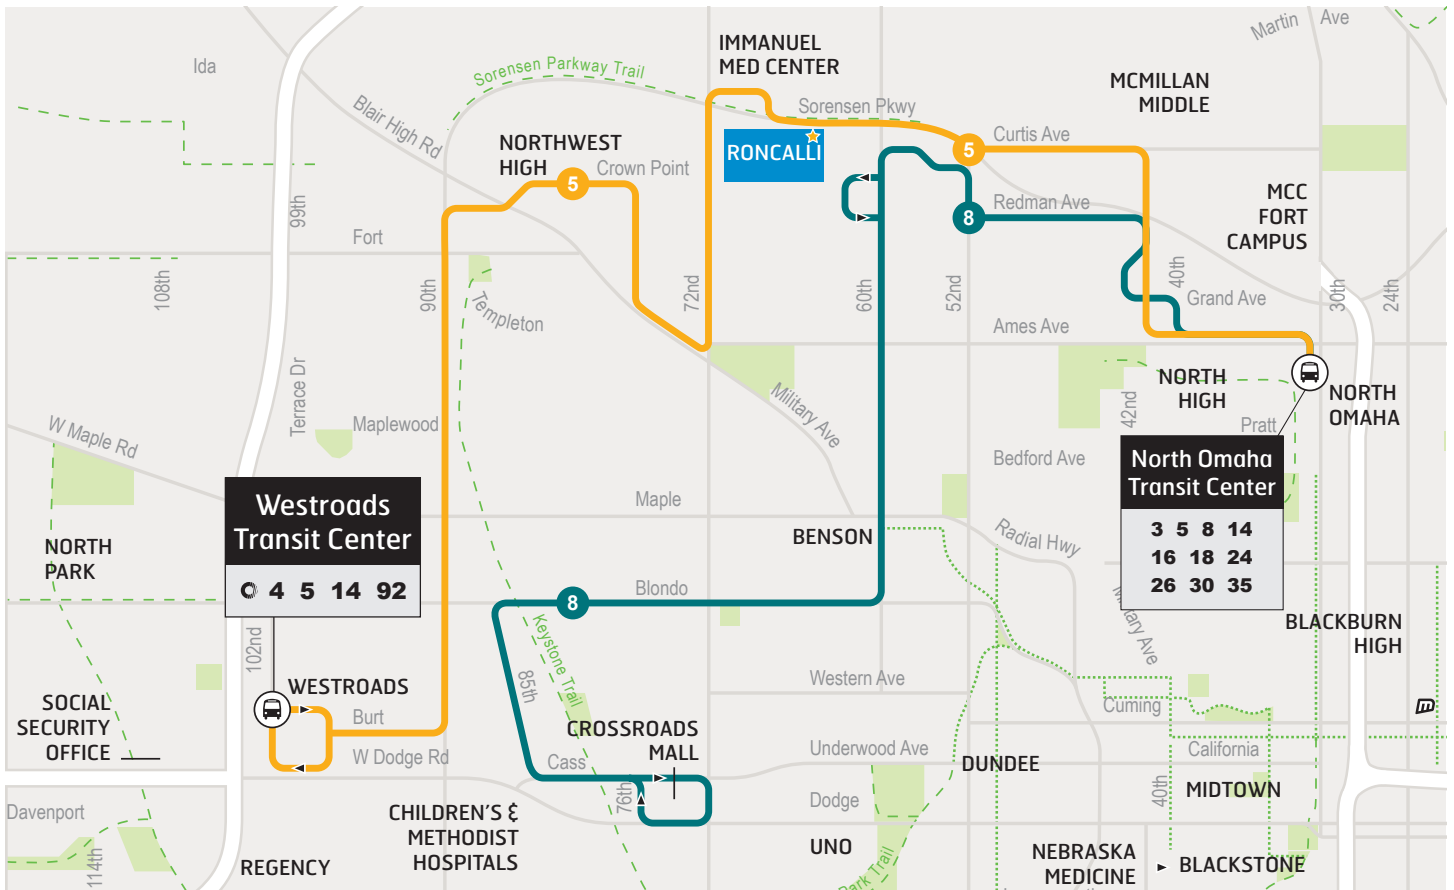 Martin
Ave
IMMANUEL
MED CENTER
Ida
Sorensen Parkway Trail
MCMILLAN
MIDDLE
Blair High Rd
Sorensen Pkwy
NORTHWEST
HIGH
Crown Point
5
RONCALLI
5
Curtis Ave
MCC
FORT
CAMPUS
Redman Ave
8
99th
Fort
108th
90th
Templeton
72nd
60th
52nd
40th
Grand Ave
30th
24th
Ames Ave
Terrace Dr
Maplewood
Military Ave
NORTH
HIGH
42nd
Pratt
NORTH
OMAHA
W Maple Rd
Bedford Ave
North Omaha
Transit Center
3 5 8 14
16 18 24
26 30 35
Westroads
Transit Center
4 5 14 92
Maple
BENSON
Radial Hwy
NORTH
PARK
8
Blondo
Keystone Trail
BLACKBURN
HIGH
102nd
WESTROADS
85th
Western Ave
SOCIAL
SECURITY
OFFICE
Burt
W Dodge Rd
CROSSROADS
MALL
Cass
76th
Underwood Ave
Cuming
California
DUNDEE
40th
MIDTOWN
Davenport
114th
REGENCY
CHILDREN'S &
METHODIST
HOSPITALS
Dodge
UNO
Park Trail
NEBRASKA
MEDICINE
BLACKSTONE